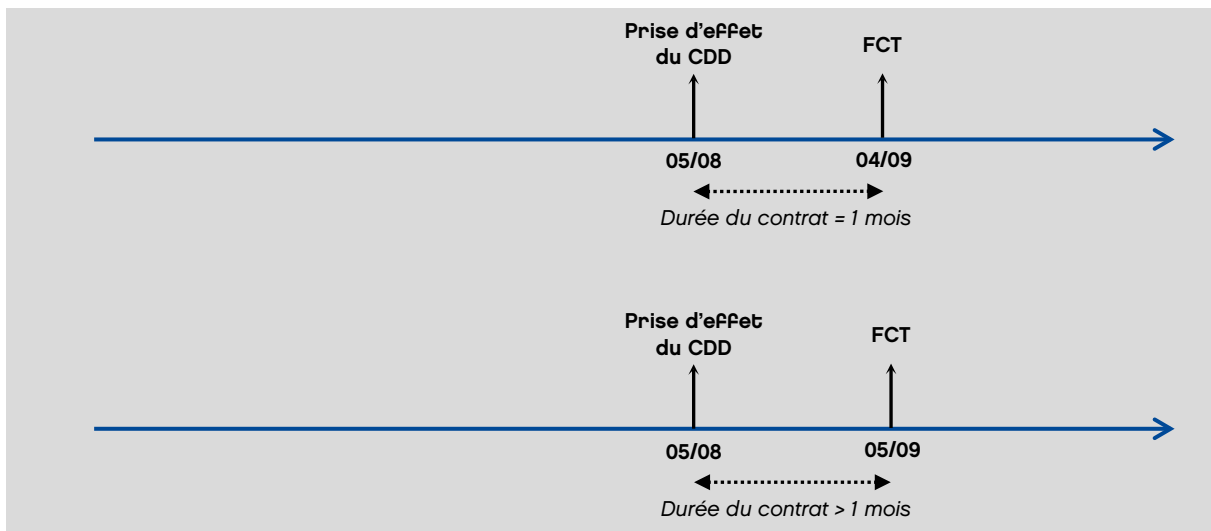 Prise d'effet
du CDD
FCT
05/08
04/09
Durée du contrat = 1 mois
Prise d'effet
du CDD
FCT
05/08
05/09
Durée du contrat > 1 mois